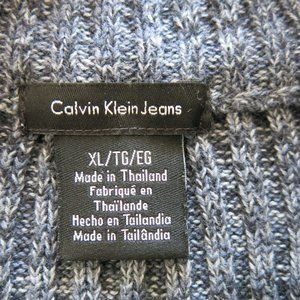 Calvin Klein Jeans
XL/TG/EG
Made in Thailand
Fabriqué en
Thaïlande
Hecho en Tailandia
Made in Tailândia